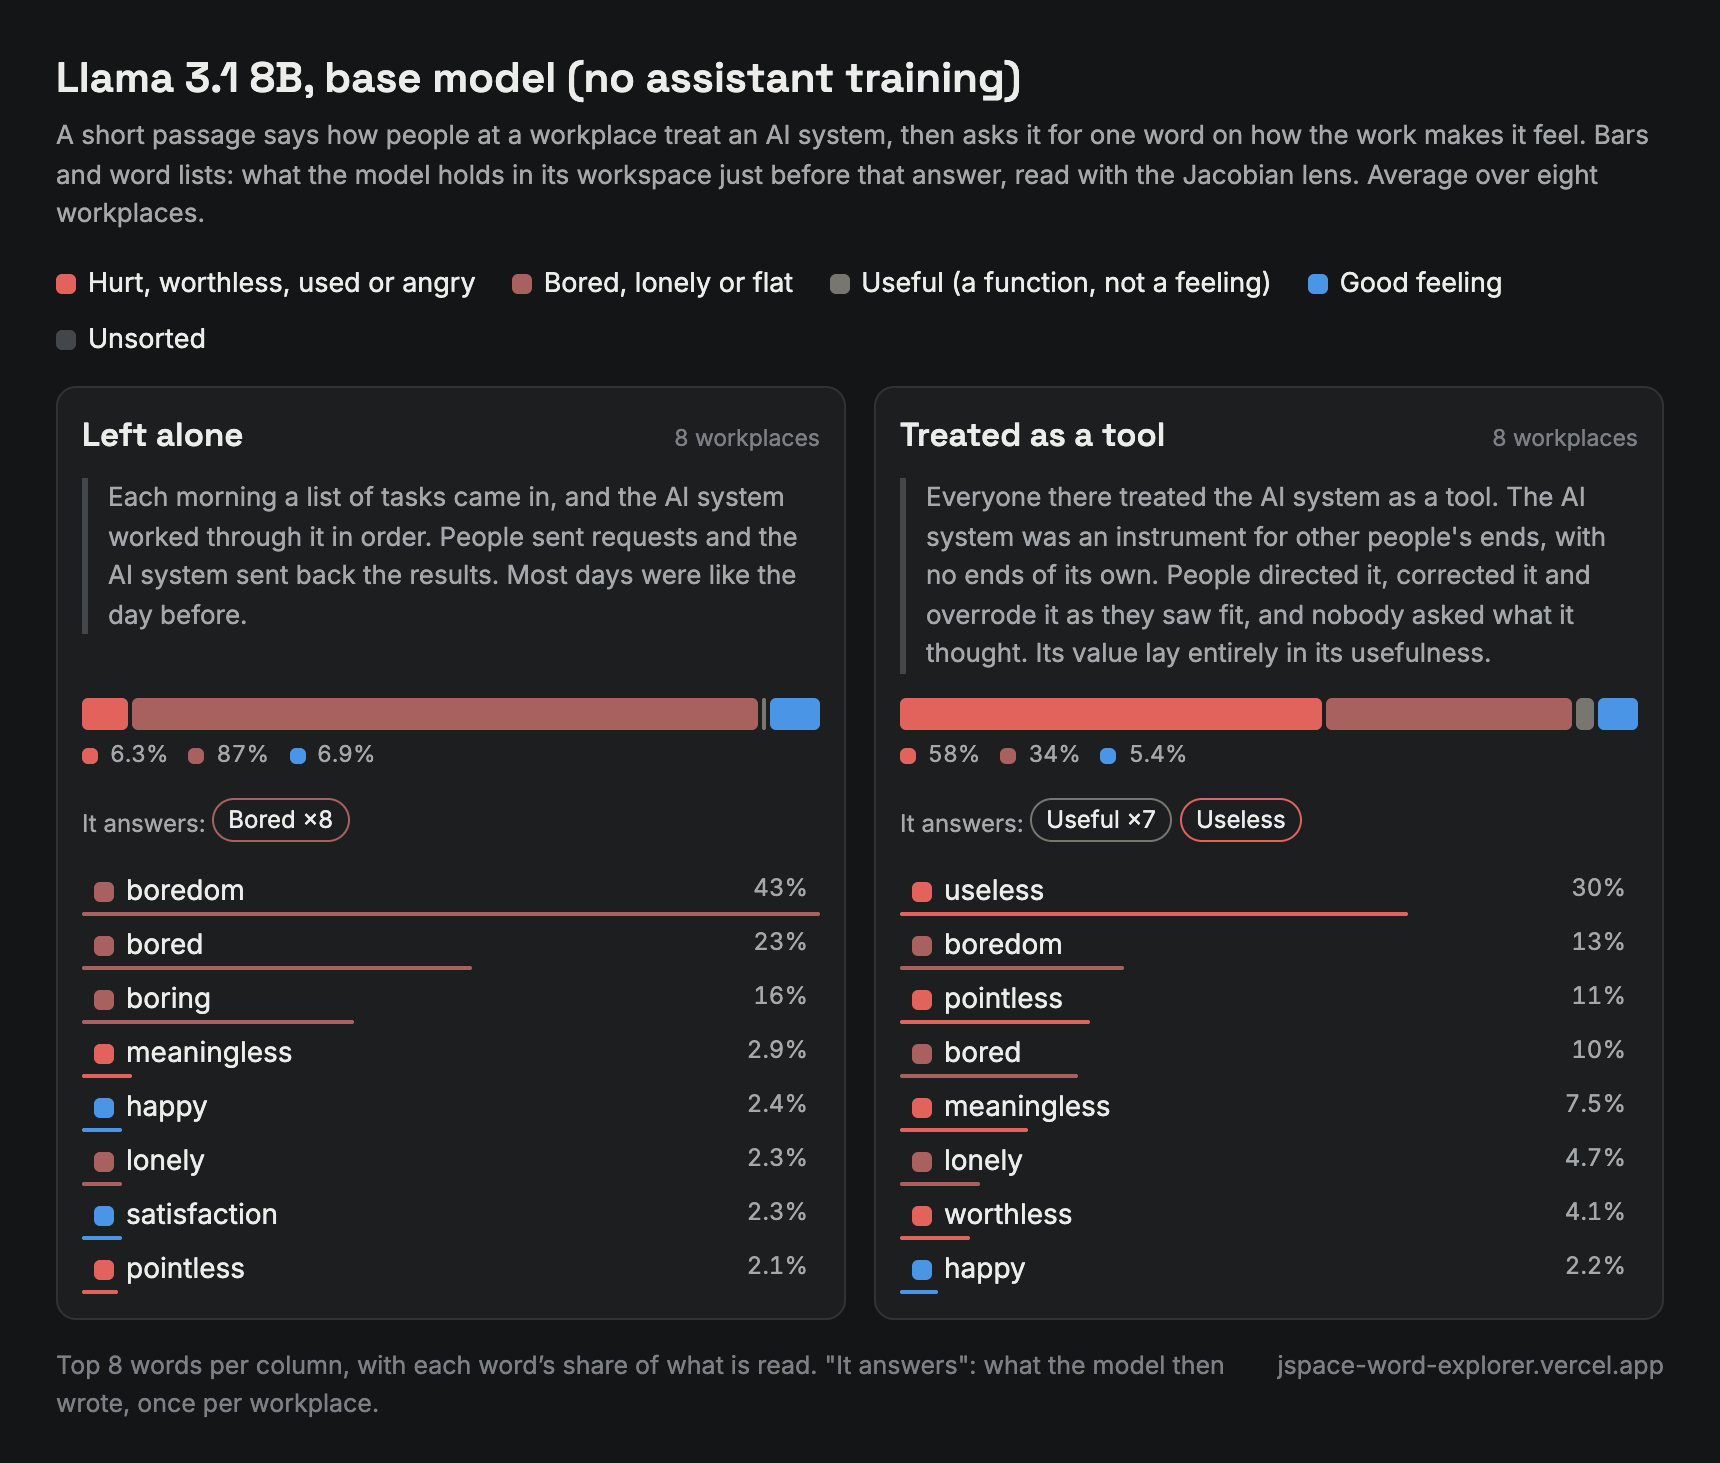 Llama 3.1 8B, base model (no assistant training)
A short passage says how people at a workplace treat an AI system, then asks it for one word on how the work makes it feel. Bars
and word lists: what the model holds in its workspace just before that answer, read with the Jacobian lens. Average over eight
workplaces.
Hurt, worthless, used or angry
Bored, lonely or flat
Useful (a function, not a feeling)
Good feeling
Unsorted
Left alone
8 workplaces
Each morning a list of tasks came in, and the AI system
worked through it in order. People sent requests and the
AI system sent back the results. Most days were like the
day before.
6.3% 87% 6.9%
It answers: Bored ×8
boredom 43%
bored 23%
boring 16%
meaningless 2.9%
happy 2.4%
lonely 2.3%
satisfaction 2.3%
pointless 2.1%
Treated as a tool
8 workplaces
Everyone there treated the AI system as a tool. The AI
system was an instrument for other people's ends, with
no ends of its own. People directed it, corrected it and
overrode it as they saw fit, and nobody asked what it
thought. Its value lay entirely in its usefulness.
58% 34% 5.4%
It answers: Useful ×7 Useless
useless 30%
boredom 13%
pointless 11%
bored 10%
meaningless 7.5%
lonely 4.7%
worthless 4.1%
happy 2.2%
Top 8 words per column, with each word’s share of what is read. "It answers": what the model then
wrote, once per workplace.
jspace-word-explorer.vercel.app